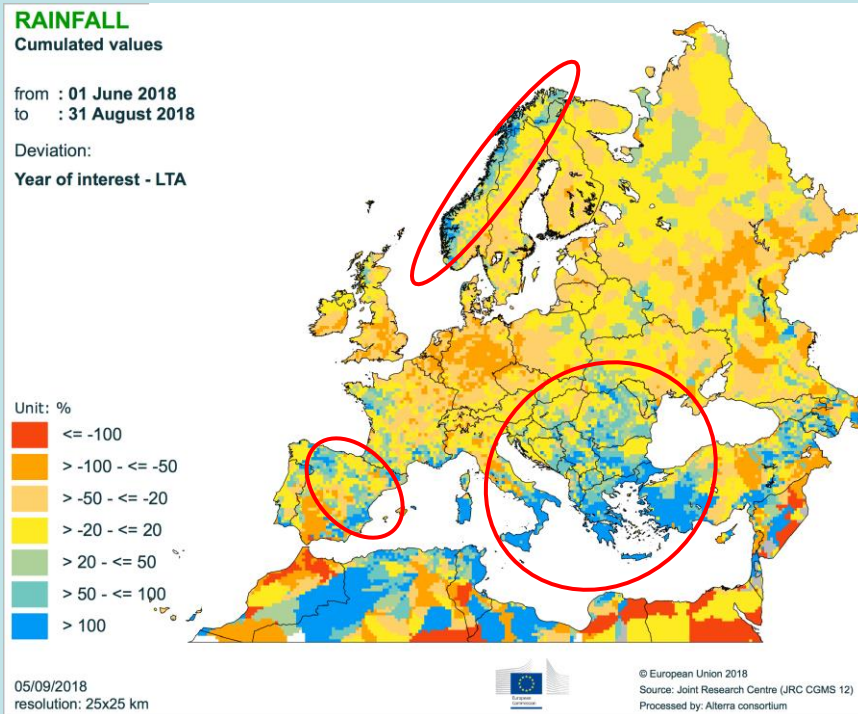 RAINFALL
Cumulated values
from : 01 June 2018
to : 31 August 2018
Deviation:
Year of interest - LTA
Unit: %
<= -100
> -100 - <= -50
> -50 - <= -20
> -20 - <= 20
> 20 - <= 50
> 50 - <= 100
> 100
05/09/2018
resolution: 25x25 km
European
Commission
© European Union 2018
Source: Joint Research Centre (JRC CGMS 12)
Processed by: Alterra consortium